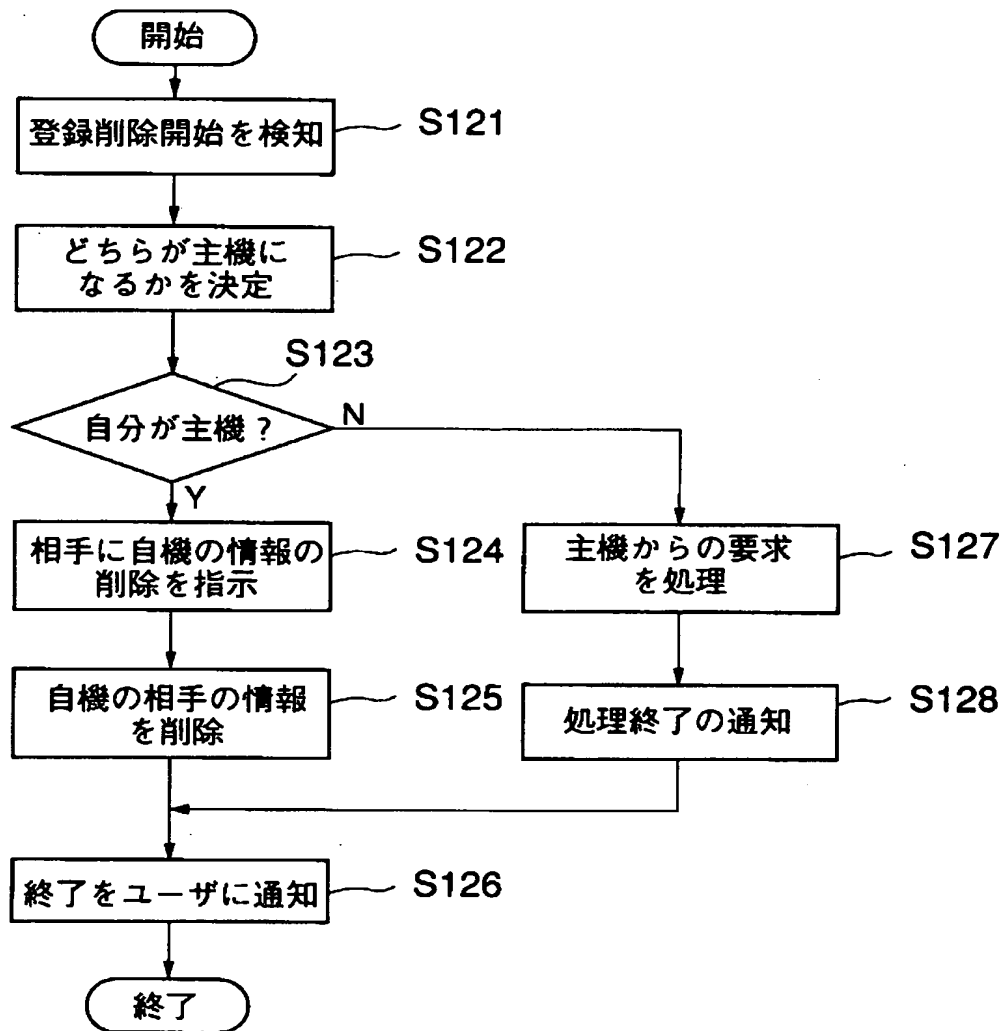 開始
登録削除開始を検知
S121
どちらが主機に
なるかを決定
S122
S123
自分が主機?
N
Y
相手に自機の情報の
削除を指示
S124
主機からの要求
を処理
S127
自機の相手の情報
を削除
S125
処理終了の通知
S128
終了をユーザに通知
S126
終了